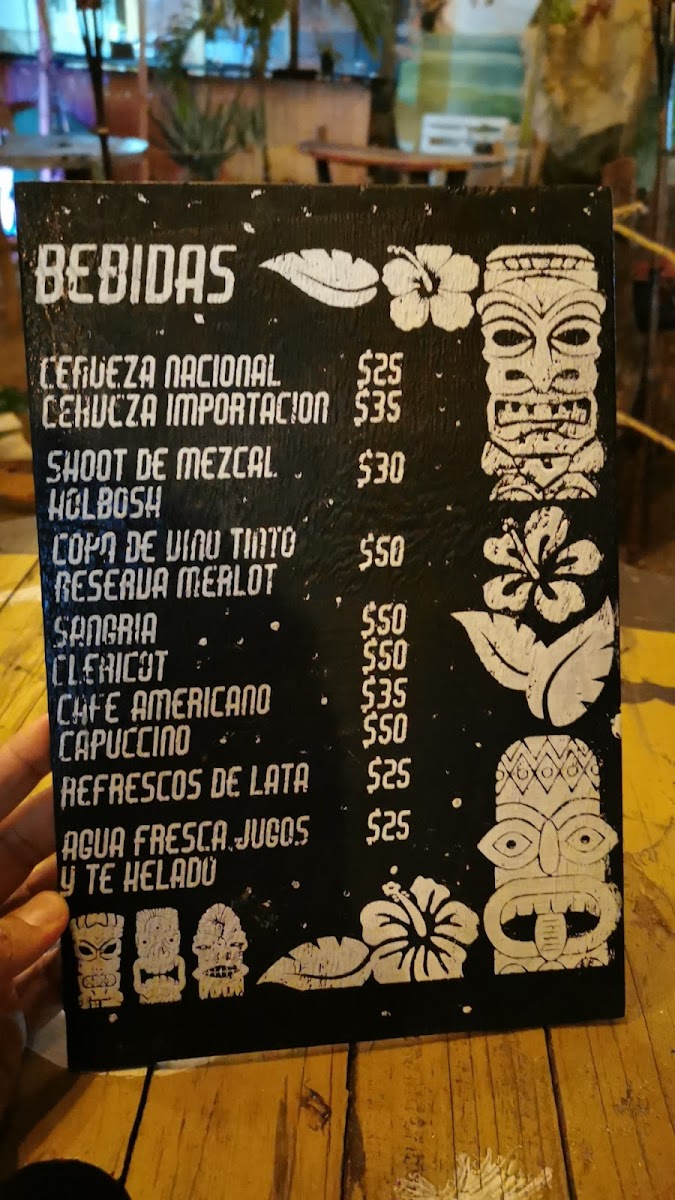 BEBIDAS
CERVEZA NACIONAL $25
CERVEZA IMPORTACION $35
SHOOT DE MEZCAL $30
HOLBOSH
COPA DE VINO TINTO $50
RESERVA MERLOT
SANGRIA $50
CLERICOT $50
CAFE AMERICANO $35
CAPUCCINO $50
REFRESCOS DE LATA $25
AGUA FRESCA, JUGOS $25
Y TE HELADO